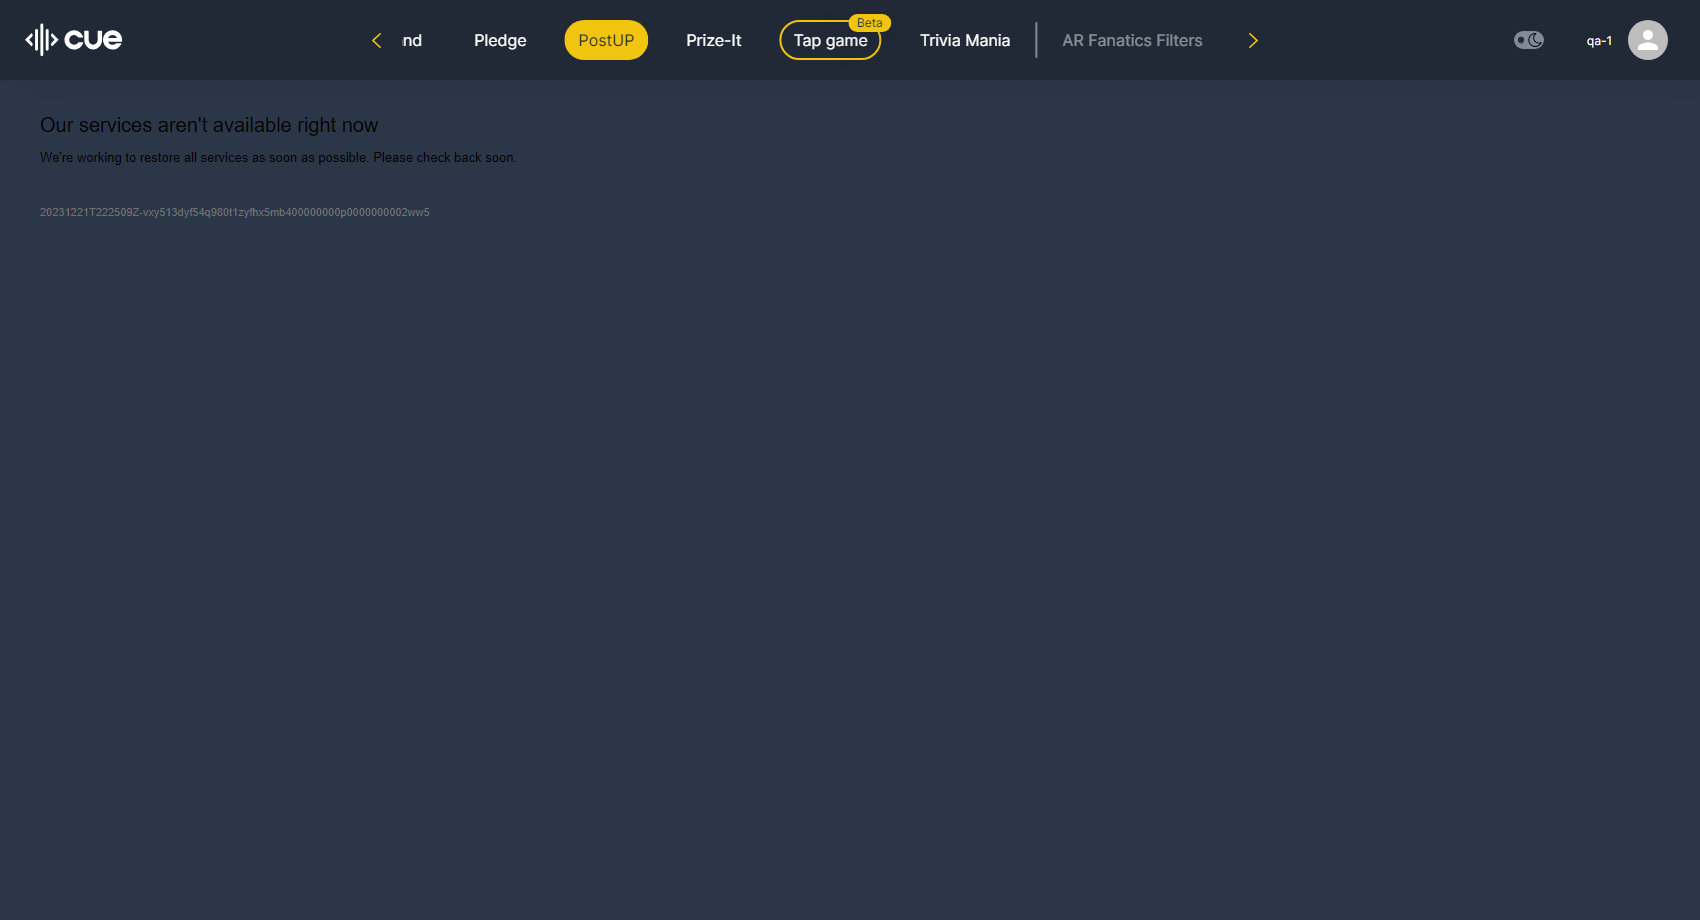 cue
nd Pledge PostUP Prize-It Tap game Beta Trivia Mania AR Fanatics Filters qa-1
Our services aren't available right now
We're working to restore all services as soon as possible. Please check back soon.
20231221T222509Z-vxy513dyf54q980t1zyfhx5mb400000000p0000000002ww5